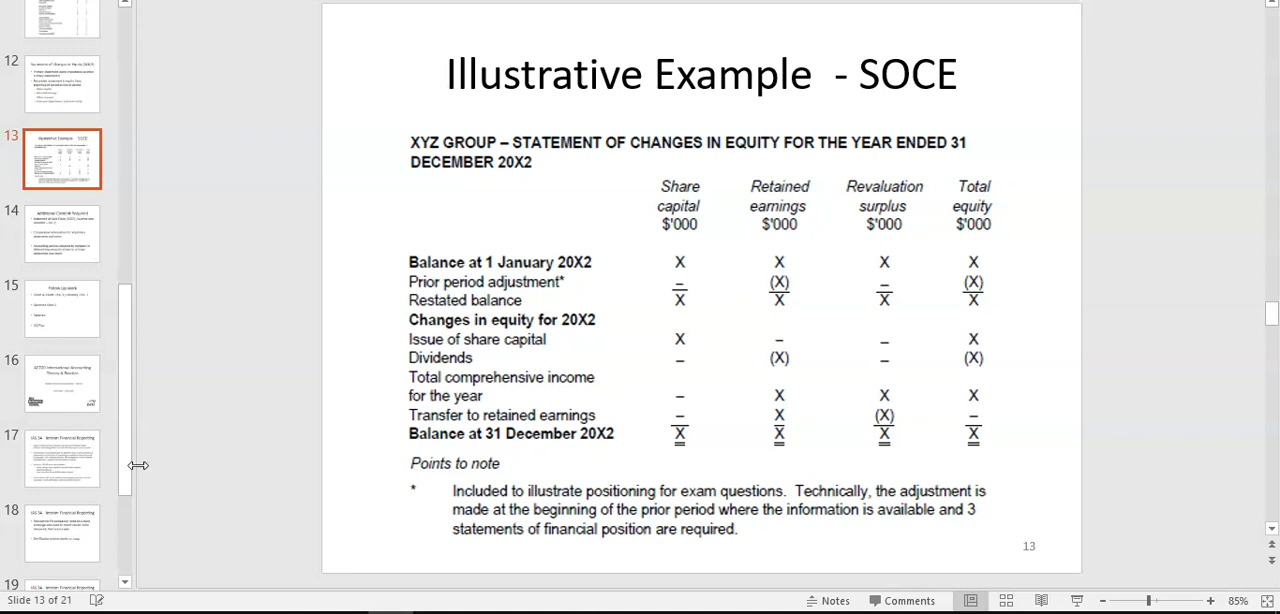 12
13
14
15
16
17
18
19
Illustrative Example - SOCE
XYZ GROUP – STATEMENT OF CHANGES IN EQUITY FOR THE YEAR ENDED 31
DECEMBER 20X2
Share Retained Revaluation Total
capital earnings surplus equity
$'000 $'000 $'000 $'000
Balance at 1 January 20X2 X X X X
Prior period adjustment* – (X) – (X)
Restated balance X X X X
Changes in equity for 20X2
Issue of share capital X – – X
Dividends – (X) – (X)
Total comprehensive income
for the year – X X X
Transfer to retained earnings – X (X) –
Balance at 31 December 20X2 X X X X
Points to note
* Included to illustrate positioning for exam questions. Technically, the adjustment is
made at the beginning of the prior period where the information is available and 3
statements of financial position are required.
13
Slide 13 of 21 Notes Comments 85%